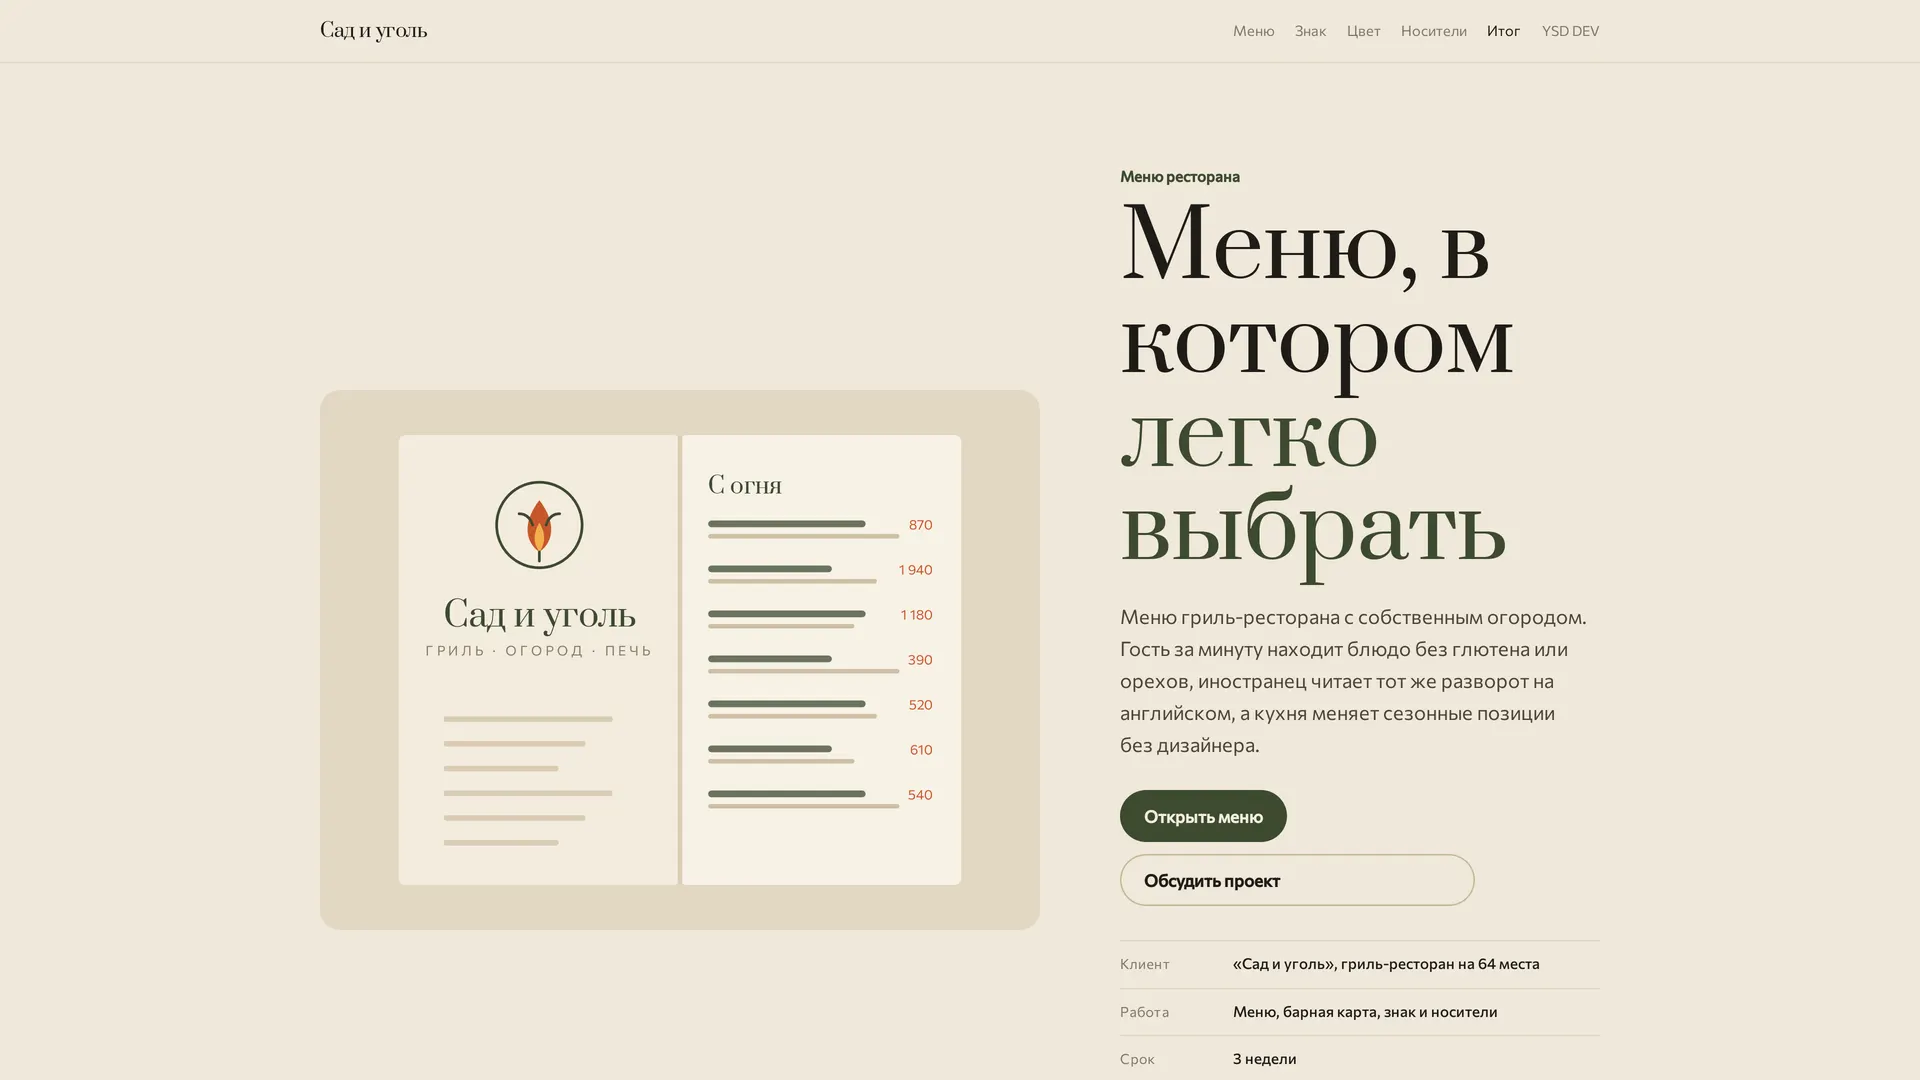 Сад и уголь
Меню Знак Цвет Носители Итог YSD DEV
Сад и уголь
ГРИЛЬ · ОГОРОД · ПЕЧЬ
С огня
870
1 940
1 180
390
520
610
540
Меню ресторана
Меню, в
котором
легко
выбрать
Меню гриль-ресторана с собственным огородом.
Гость за минуту находит блюдо без глютена или
орехов, иностранец читает тот же разворот на
английском, а кухня меняет сезонные позиции
без дизайнера.
Открыть меню
Обсудить проект
Клиент «Сад и уголь», гриль-ресторан на 64 места
Работа Меню, барная карта, знак и носители
Срок 3 недели